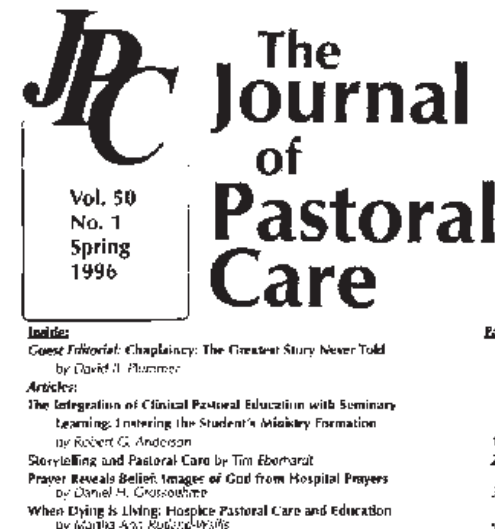 JPC
The
Journal
of
Pastoral
Care
Vol. 50
No. 1
Spring
1996
Inside:
Guest Editorial: Chaplaincy: The Greatest Story Never Told
by David B. Plummer
Articles:
The Integration of Clinical Pastoral Education with Seminary
Learning: Fostering the Student's Ministry Formation
by Robert G. Anderson
Storytelling and Pastoral Care by Tim Eberhardt
Prayer Reveals Belief: Images of God from Hospital Prayers
by Daniel H. Grossoehme
When Dying is Living: Hospice Pastoral Care and Education
by Martha Ann